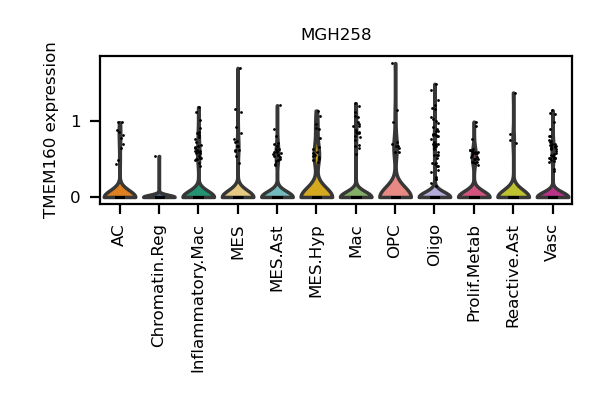 MGH258
TMEM160 expression
1
0
AC
Chromatin.Reg
Inflammatory.Mac
MES
MES.Ast
MES.Hyp
Mac
OPC
Oligo
Prolif.Metab
Reactive.Ast
Vasc